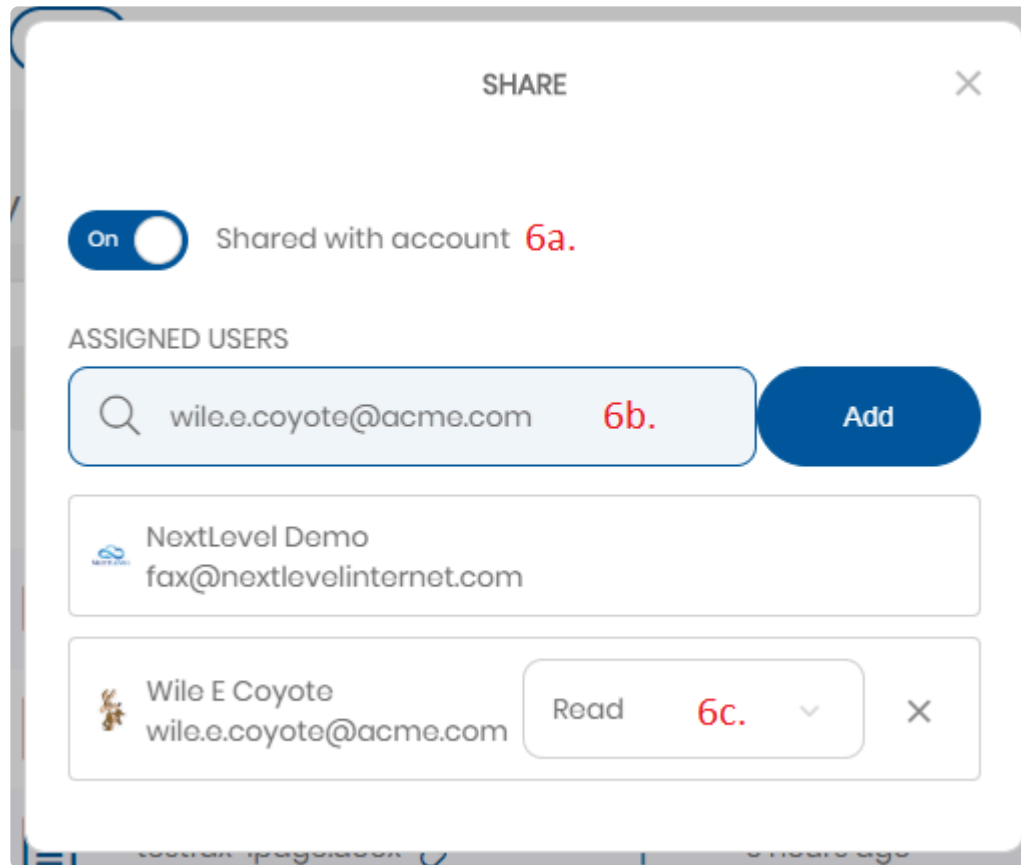 SHARE
On Shared with account 6a.
ASSIGNED USERS
wile.e.coyote@acme.com 6b. Add
NextLevel Demo
fax@nextlevelinternet.com
Wile E Coyote
wile.e.coyote@acme.com
Read 6c.